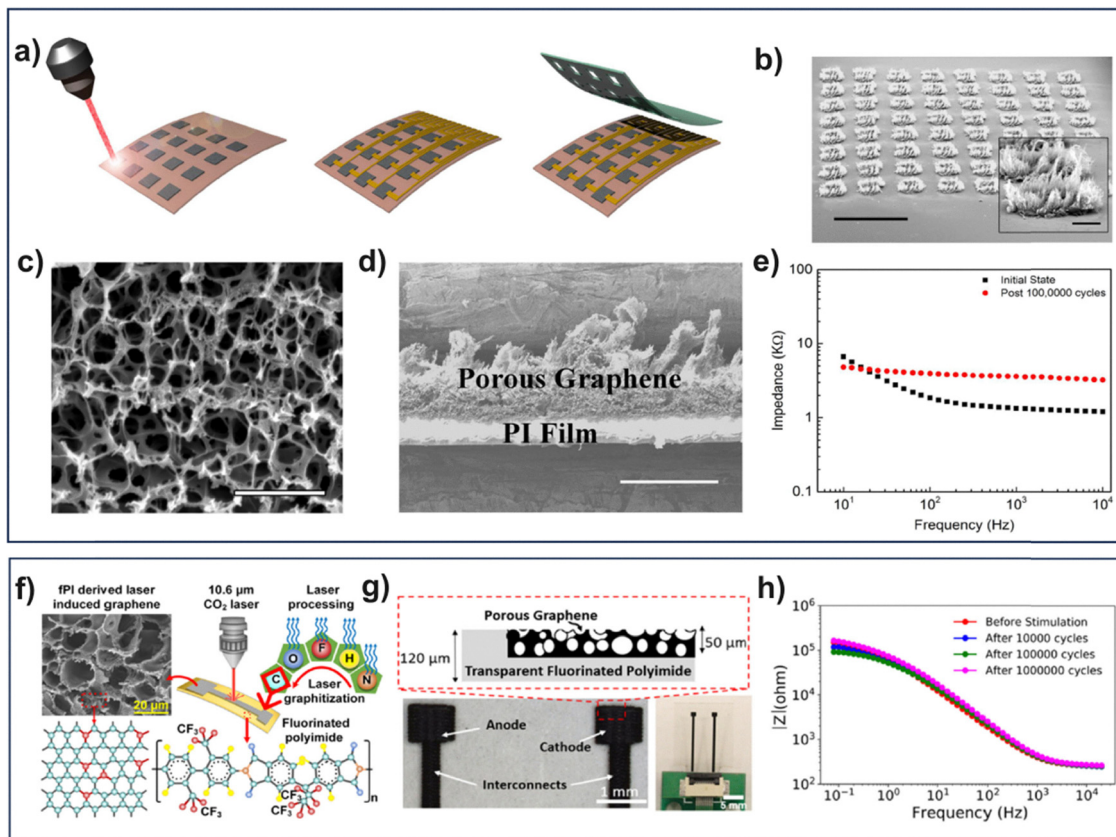 a)
b)
c)
d)
Porous Graphene
PI Film
e)
100
10
1
0.1
10¹
10²
10³
10⁴
Impedance (KΩ)
Frequency (Hz)
Initial State
Post 100,0000 cycles
f)
fPI derived laser
induced graphene
10.6 μm
CO₂ laser
Laser
processing
O
F
H
C
N
Laser
graphitization
20 μm
Fluorinated
polyimide
CF₃
CF₃
CF₃
CF₃
n
g)
Porous Graphene
120 μm
50 μm
Transparent Fluorinated Polyimide
Anode
Cathode
Interconnects
1 mm
5 mm
h)
10⁶
10⁵
10⁴
10³
10²
10⁻¹
10⁰
10¹
10²
10³
10⁴
|Z|(ohm)
Frequency (Hz)
Before Stimulation
After 10000 cycles
After 100000 cycles
After 1000000 cycles